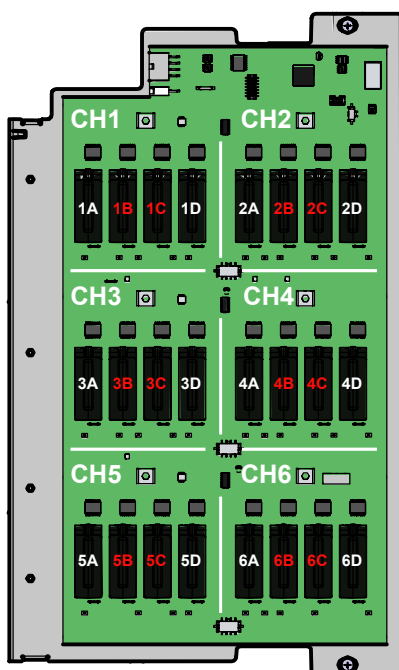 CH1 CH2
1A 1B 1C 1D 2A 2B 2C 2D
CH3 CH4
3A 3B 3C 3D 4A 4B 4C 4D
CH5 CH6
5A 5B 5C 5D 6A 6B 6C 6D